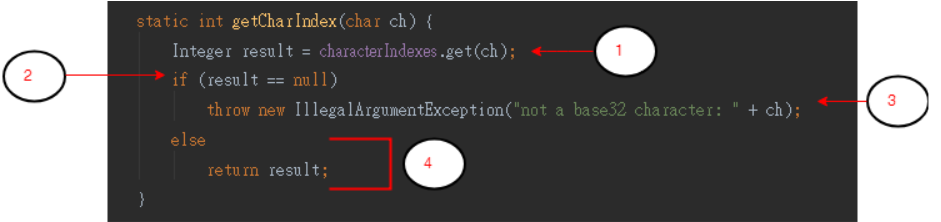 static int getCharIndex(char ch) {
Integer result = characterIndexes.get(ch);
1
2
if (result == null)
throw new IllegalArgumentException("not a base32 character: " + ch);
3
else
return result;
4
}